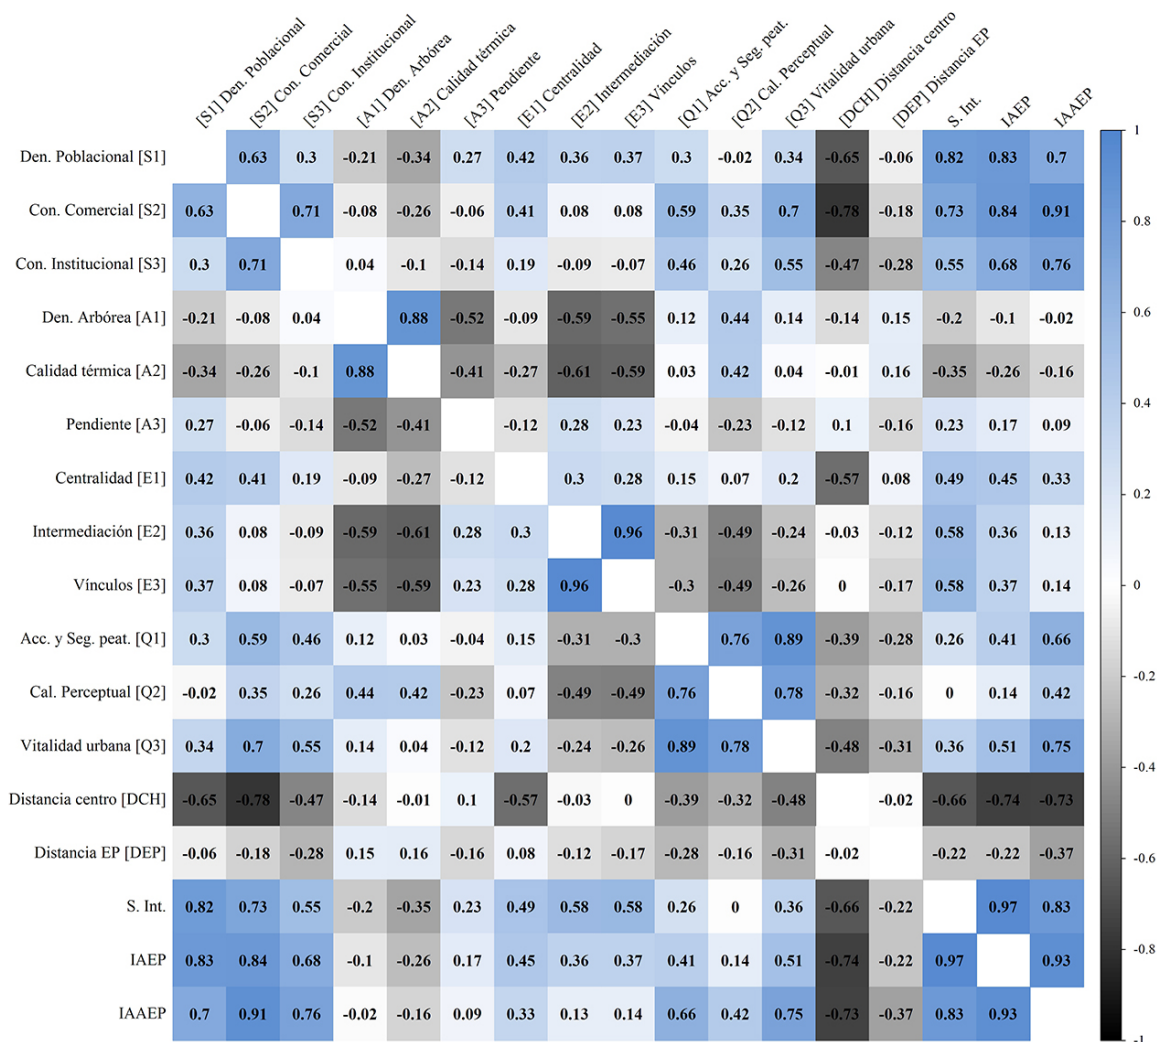 [S1] Den. Poblacional [S2] Con. Comercial [S3] Con. Institucional [A1] Den. Arbórea [A2] Calidad térmica [A3] Pendiente [E1] Centralidad [E2] Intermediación [E3] Vínculos [Q1] Acc. y Seg. peat. [Q2] Cal. Perceptual [Q3] Vitalidad urbana [DCH] Distancia centro [DEP] Distancia EP S. Int. IAEP IAAEP
Den. Poblacional [S1] 0.63 0.3 -0.21 -0.34 0.27 0.42 0.36 0.37 0.3 -0.02 0.34 -0.65 -0.06 0.82 0.83 0.7
Con. Comercial [S2] 0.63 0.71 -0.08 -0.26 -0.06 0.41 0.08 0.08 0.59 0.35 0.7 -0.78 -0.18 0.73 0.84 0.91
Con. Institucional [S3] 0.3 0.71 0.04 -0.1 -0.14 0.19 -0.09 -0.07 0.46 0.26 0.55 -0.47 -0.28 0.55 0.68 0.76
Den. Arbórea [A1] -0.21 -0.08 0.04 0.88 -0.52 -0.09 -0.59 -0.55 0.12 0.44 0.14 -0.14 0.15 -0.2 -0.1 -0.02
Calidad térmica [A2] -0.34 -0.26 -0.1 0.88 -0.41 -0.27 -0.61 -0.59 0.03 0.42 0.04 -0.01 0.16 -0.35 -0.26 -0.16
Pendiente [A3] 0.27 -0.06 -0.14 -0.52 -0.41 -0.12 0.28 0.23 -0.04 -0.23 -0.12 0.1 -0.16 0.23 0.17 0.09
Centralidad [E1] 0.42 0.41 0.19 -0.09 -0.27 -0.12 0.3 0.28 0.15 0.07 0.2 -0.57 0.08 0.49 0.45 0.33
Intermediación [E2] 0.36 0.08 -0.09 -0.59 -0.61 0.28 0.3 0.96 -0.31 -0.49 -0.24 -0.03 -0.12 0.58 0.36 0.13
Vínculos [E3] 0.37 0.08 -0.07 -0.55 -0.59 0.23 0.28 0.96 -0.3 -0.49 -0.26 0 -0.17 0.58 0.37 0.14
Acc. y Seg. peat. [Q1] 0.3 0.59 0.46 0.12 0.03 -0.04 0.15 -0.31 -0.3 0.76 0.89 -0.39 -0.28 0.26 0.41 0.66
Cal. Perceptual [Q2] -0.02 0.35 0.26 0.44 0.42 -0.23 0.07 -0.49 -0.49 0.76 0.78 -0.32 -0.16 0 0.14 0.42
Vitalidad urbana [Q3] 0.34 0.7 0.55 0.14 0.04 -0.12 0.2 -0.24 -0.26 0.89 0.78 -0.48 -0.31 0.36 0.51 0.75
Distancia centro [DCH] -0.65 -0.78 -0.47 -0.14 -0.01 0.1 -0.57 -0.03 0 -0.39 -0.32 -0.48 -0.02 -0.66 -0.74 -0.73
Distancia EP [DEP] -0.06 -0.18 -0.28 0.15 0.16 -0.16 0.08 -0.12 -0.17 -0.28 -0.16 -0.31 -0.02 -0.22 -0.22 -0.37
S. Int. 0.82 0.73 0.55 -0.2 -0.35 0.23 0.49 0.58 0.58 0.26 0 0.36 -0.66 -0.22 0.97 0.83
IAEP 0.83 0.84 0.68 -0.1 -0.26 0.17 0.45 0.36 0.37 0.41 0.14 0.51 -0.74 -0.22 0.97 0.93
IAAEP 0.7 0.91 0.76 -0.02 -0.16 0.09 0.33 0.13 0.14 0.66 0.42 0.75 -0.73 -0.37 0.83 0.93
1
0.8
0.6
0.4
0.2
0
-0.2
-0.4
-0.6
-0.8
-1